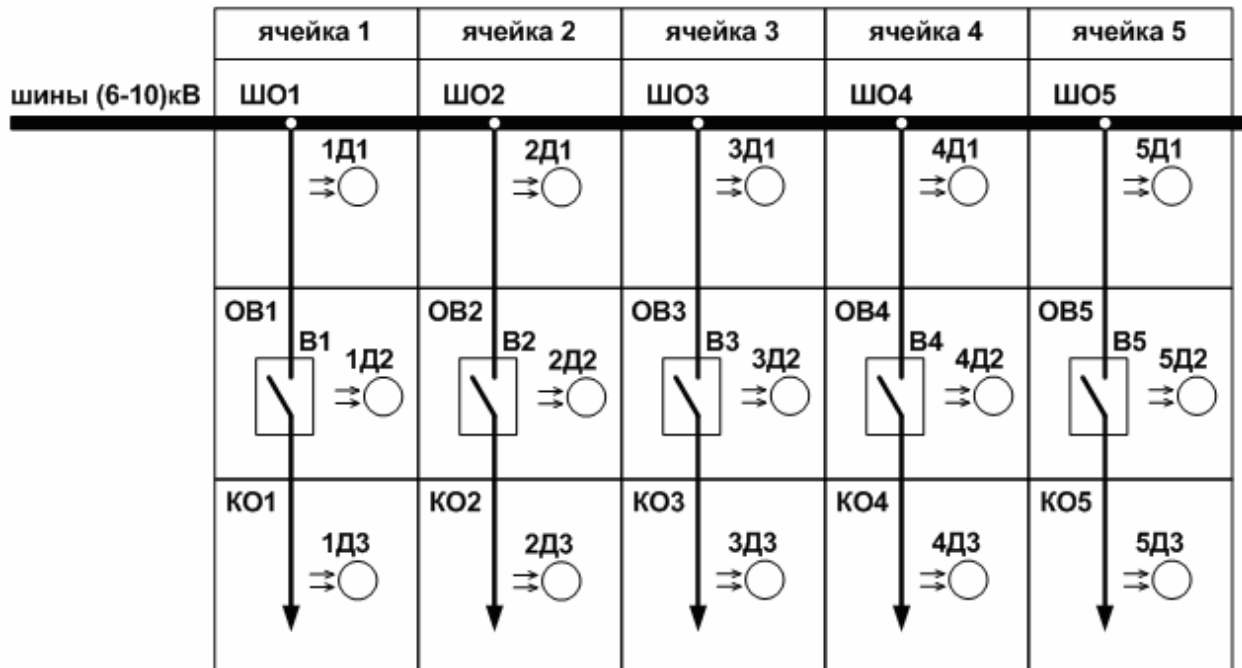 ячейка 1 ячейка 2 ячейка 3 ячейка 4 ячейка 5
шины (6-10)кВ ШО1 ШО2 ШО3 ШО4 ШО5
1Д1 2Д1 3Д1 4Д1 5Д1
ОВ1 ОВ2 ОВ3 ОВ4 ОВ5
В1 1Д2 В2 2Д2 В3 3Д2 В4 4Д2 В5 5Д2
КО1 КО2 КО3 КО4 КО5
1Д3 2Д3 3Д3 4Д3 5Д3